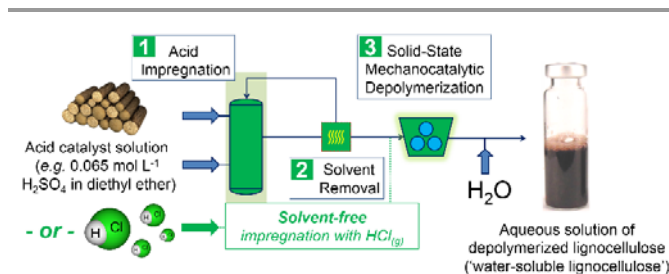 1 Acid
Impregnation
3 Solid-State
Mechanocatalytic
Depolymerization
Acid catalyst solution
(e.g. 0.065 mol L⁻¹
H₂SO₄ in diethyl ether)
2 Solvent
Removal
H₂O
- or -
H Cl
Solvent-free
impregnation with HCl(g)
Aqueous solution of
depolymerized lignocellulose
('water-soluble lignocellulose')